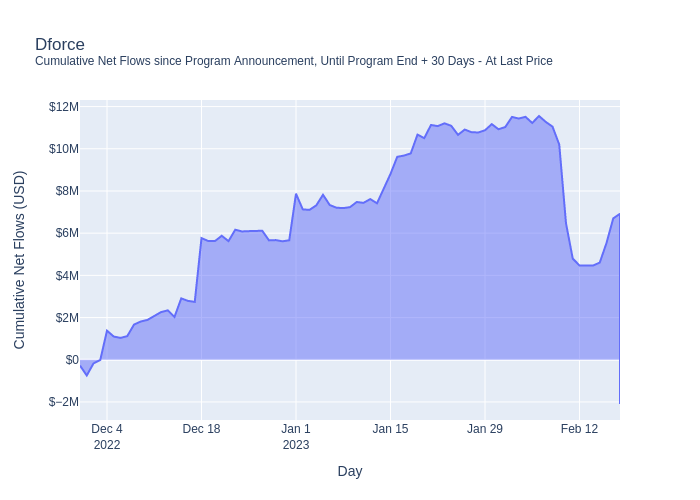 Dforce
Cumulative Net Flows since Program Announcement, Until Program End + 30 Days - At Last Price
Cumulative Net Flows (USD)
$12M
$10M
$8M
$6M
$4M
$2M
$0
$−2M
Dec 4 Dec 18 Jan 1 Jan 15 Jan 29 Feb 12
2022 2023
Day